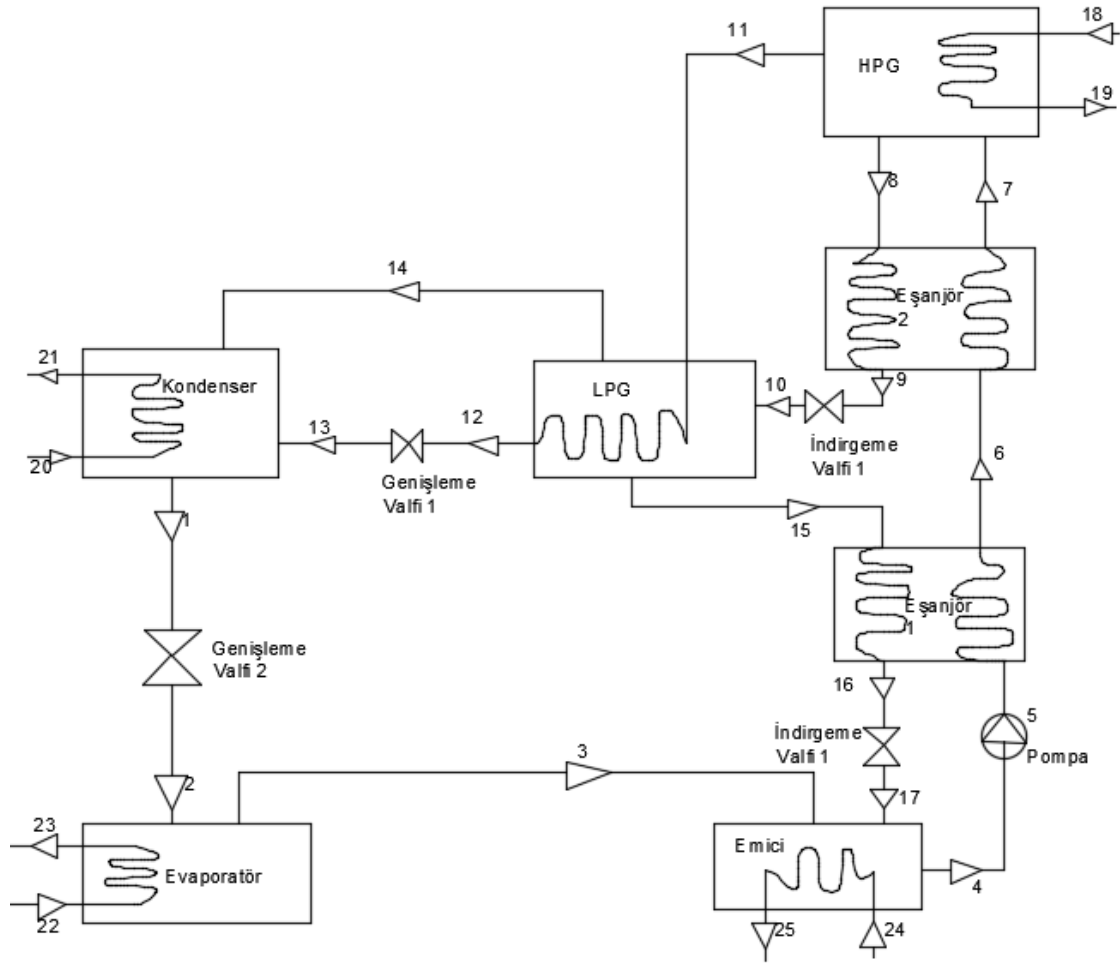 18
11
HPG
19
8
7
14
Eşanjör
2
21
Kondenser
LPG
9
10
12
13
20
İndirgeme
Valfi 1
6
Genişleme
Valfi 1
1
15
Eşanjör
1
Genişleme
Valfi 2
16
5
İndirgeme
Valfi 1
Pompa
3
2
17
23
Emici
Evaporatör
4
22
25
24